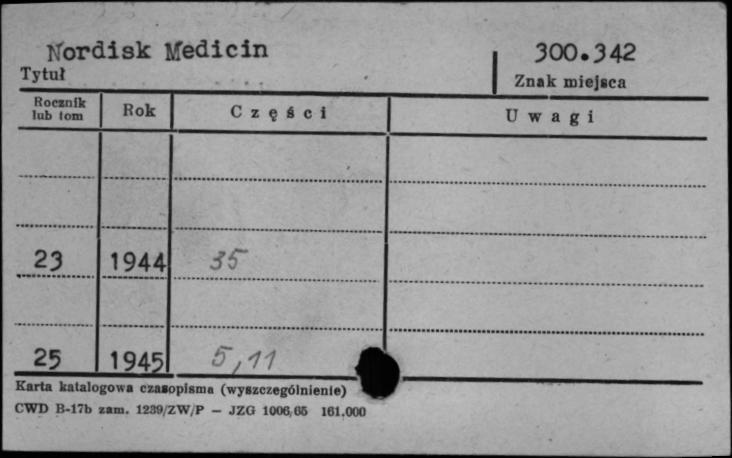 Nordisk Medicin 300.342
Tytuł Znak miejsca
Rocznik lub tom Rok Części Uwagi
23 1944 35
25 1945 5,11
Karta katalogowa czasopisma (wyszczególnienie)
CWD B-17b zam. 1239/ZW/P — JZG 1006/65 161.000